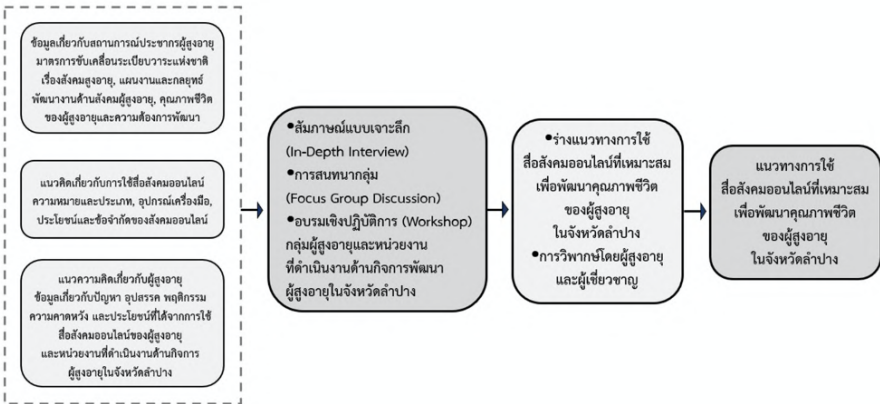 ข้อมูลเกี่ยวกับสถานการณ์ประชากรผู้สูงอายุ
มาตรการขับเคลื่อนระเบียบวาระแห่งชาติ
เรื่องสังคมสูงอายุ, แผนงานและกลยุทธ์
พัฒนางานด้านสังคมผู้สูงอายุ, คุณภาพชีวิต
ของผู้สูงอายุและความต้องการพัฒนา
แนวคิดเกี่ยวกับการใช้สื่อสังคมออนไลน์
ความหมายและประเภท, อุปกรณ์เครื่องมือ,
ประโยชน์และข้อจำกัดของสังคมออนไลน์
แนวความคิดเกี่ยวกับผู้สูงอายุ
ข้อมูลเกี่ยวกับปัญหา อุปสรรค พฤติกรรม
ความคาดหวัง และประโยชน์ที่ได้จากการใช้
สื่อสังคมออนไลน์ของผู้สูงอายุ
และหน่วยงานที่ดำเนินงานด้านกิจการ
ผู้สูงอายุในจังหวัดลำปาง
•สัมภาษณ์แบบเจาะลึก
(In-Depth Interview)
•การสนทนากลุ่ม
(Focus Group Discussion)
•อบรมเชิงปฏิบัติการ (Workshop)
กลุ่มผู้สูงอายุและหน่วยงาน
ที่ดำเนินงานด้านกิจการพัฒนา
ผู้สูงอายุในจังหวัดลำปาง
•ร่างแนวทางการใช้
สื่อสังคมออนไลน์ที่เหมาะสม
เพื่อพัฒนาคุณภาพชีวิต
ของผู้สูงอายุ
ในจังหวัดลำปาง
•การวิพากษ์โดยผู้สูงอายุ
และผู้เชี่ยวชาญ
แนวทางการใช้
สื่อสังคมออนไลน์ที่เหมาะสม
เพื่อพัฒนาคุณภาพชีวิต
ของผู้สูงอายุ
ในจังหวัดลำปาง